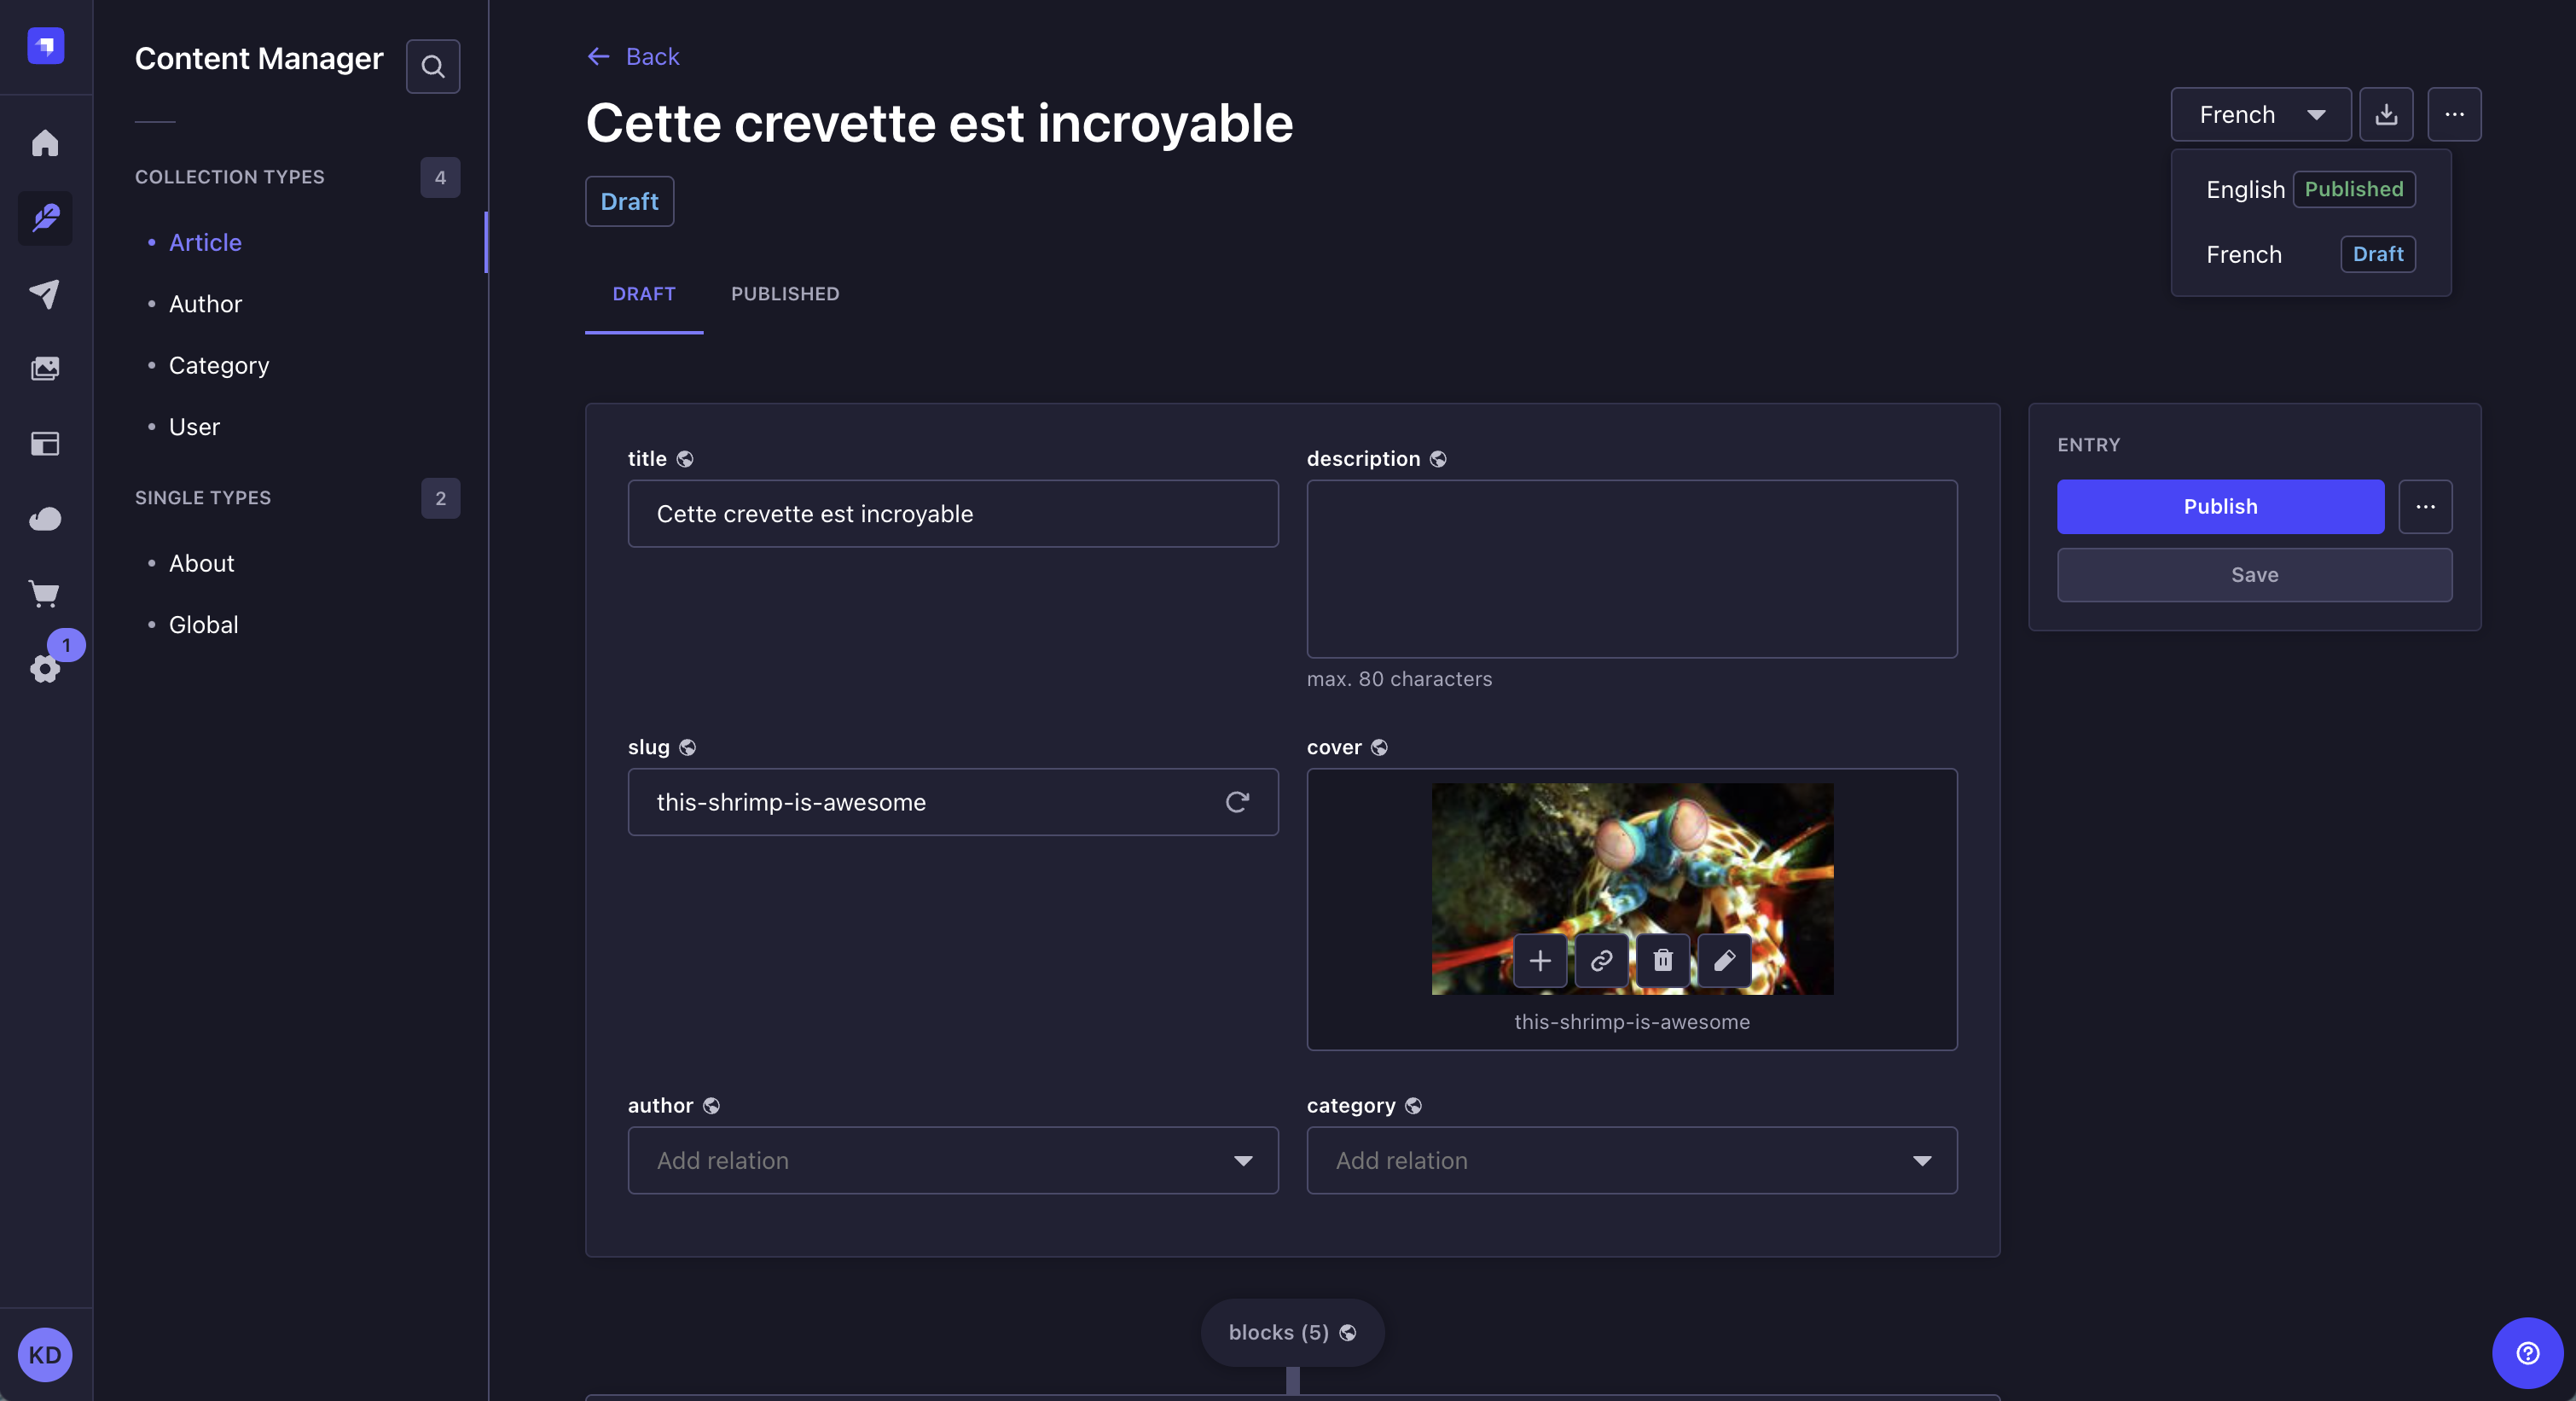 Content Manager
COLLECTION TYPES 4
Article
Author
Category
User
SINGLE TYPES 2
About
Global
1
KD
Back
Cette crevette est incroyable
Draft
French
English Published
French Draft
DRAFT PUBLISHED
title
Cette crevette est incroyable
description
max. 80 characters
slug
this-shrimp-is-awesome
cover
this-shrimp-is-awesome
author
Add relation
category
Add relation
ENTRY
Publish
Save
blocks (5)